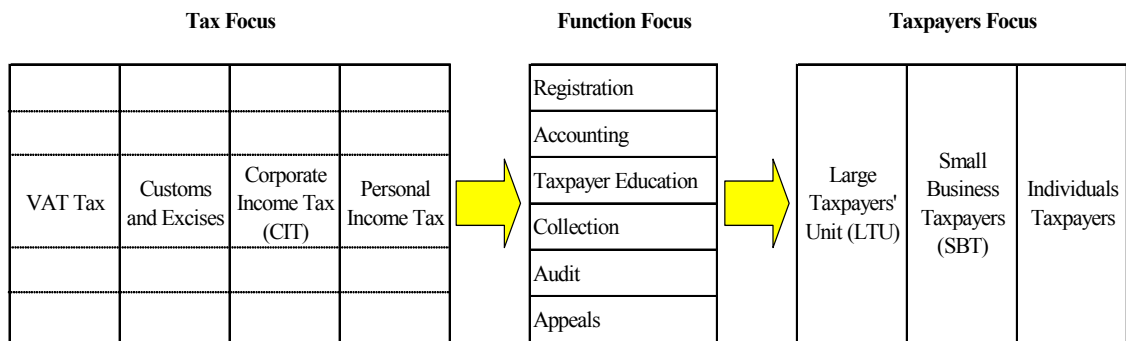 Tax Focus
Function Focus
Taxpayers Focus
VAT Tax
Customs
and Excises
Corporate
Income Tax
(CIT)
Personal
Income Tax
Registration
Accounting
Taxpayer Education
Collection
Audit
Appeals
Large
Taxpayers'
Unit (LTU)
Small
Business
Taxpayers
(SBT)
Individuals
Taxpayers